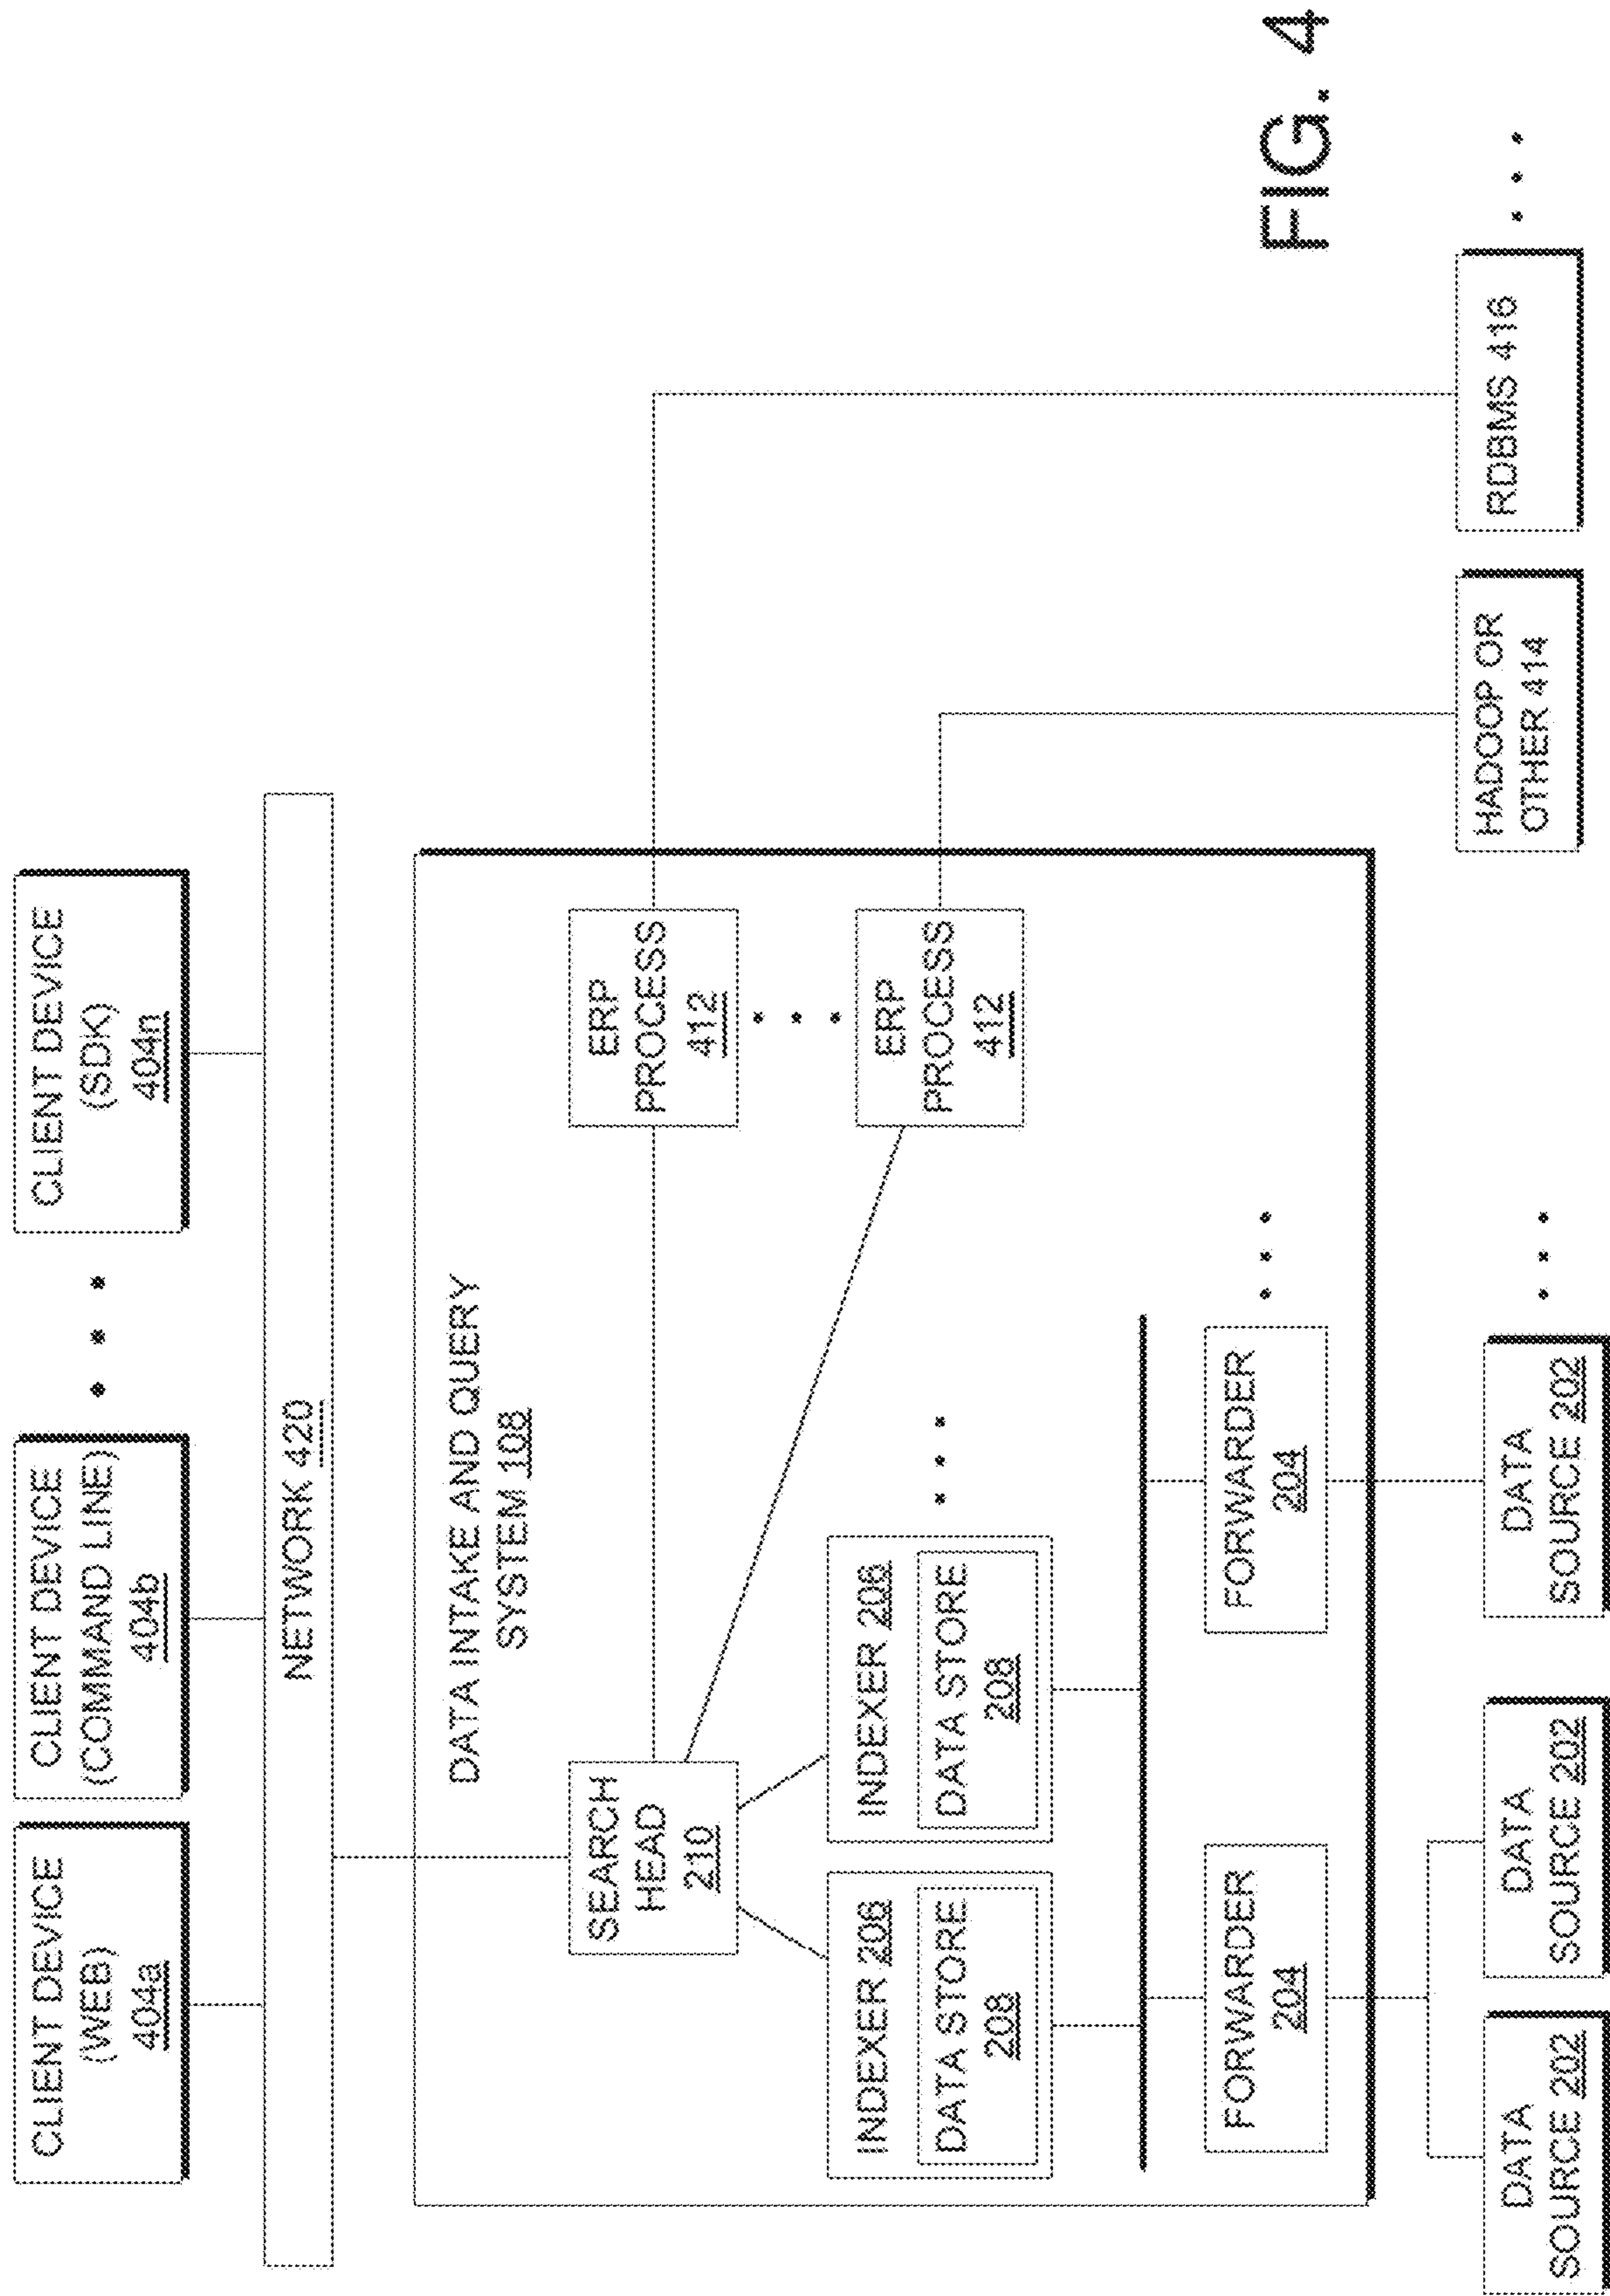 CLIENT DEVICE
(WEB)
404a
CLIENT DEVICE
(COMMAND LINE)
404b
CLIENT DEVICE
(SDK)
404n
NETWORK 420
DATA INTAKE AND QUERY
SYSTEM 108
SEARCH
HEAD
210
ERP
PROCESS
412
ERP
PROCESS
412
INDEXER 206
DATA STORE
208
INDEXER 206
DATA STORE
208
FORWARDER
204
FORWARDER
204
DATA
SOURCE 202
DATA
SOURCE 202
DATA
SOURCE 202
HADOOP OR
OTHER 414
RDBMS 416
FIG. 4